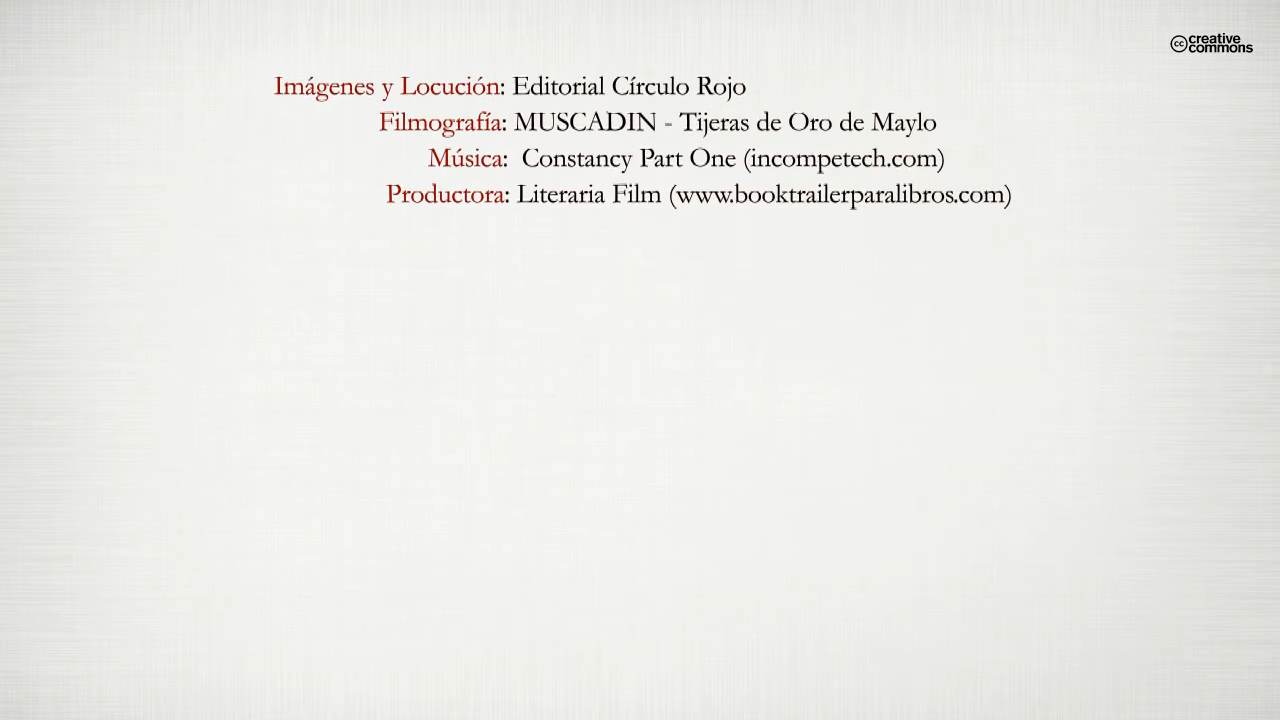 creative
commons
Imágenes y Locución: Editorial Círculo Rojo
Filmografía: MUSCADIN - Tijeras de Oro de Maylo
Música: Constancy Part One (incompetech.com)
Productora: Literaria Film (www.booktrailerparalibros.com)